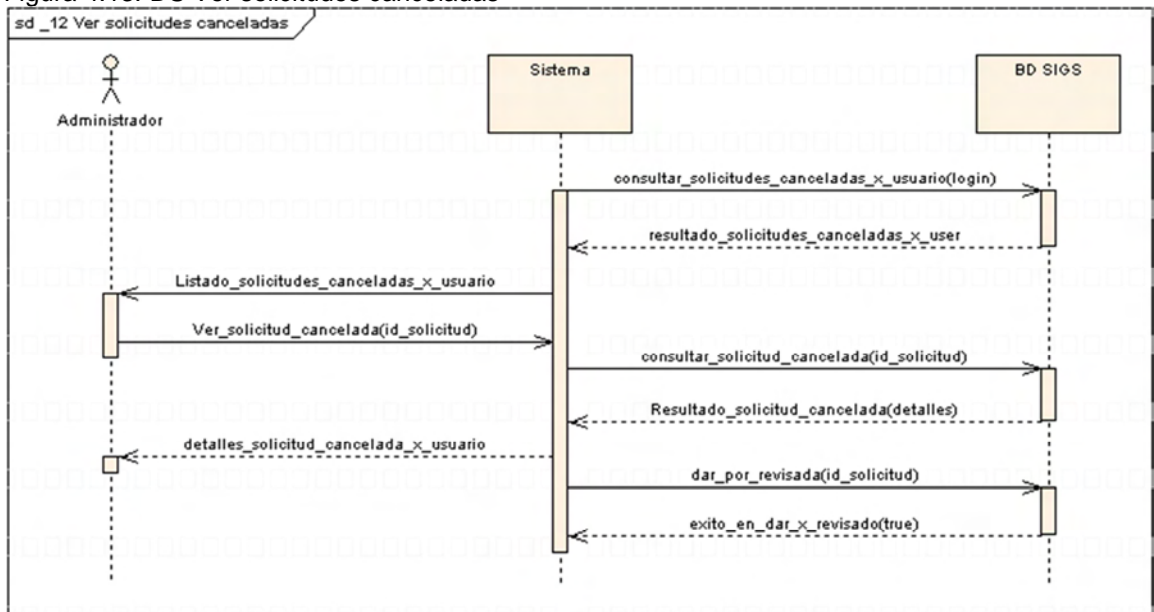 sd _12 Ver solicitudes canceladas
Administrador
Sistema
BD SIGS
consultar_solicitudes_canceladas_x_usuario(login)
resultado_solicitudes_canceladas_x_user
Listado_solicitudes_canceladas_x_usuario
Ver_solicitud_cancelada(id_solicitud)
consultar_solicitud_cancelada(id_solicitud)
Resultado_solicitud_cancelada(detalles)
detalles_solicitud_cancelada_x_usuario
dar_por_revisada(id_solicitud)
exito_en_dar_x_revisado(true)